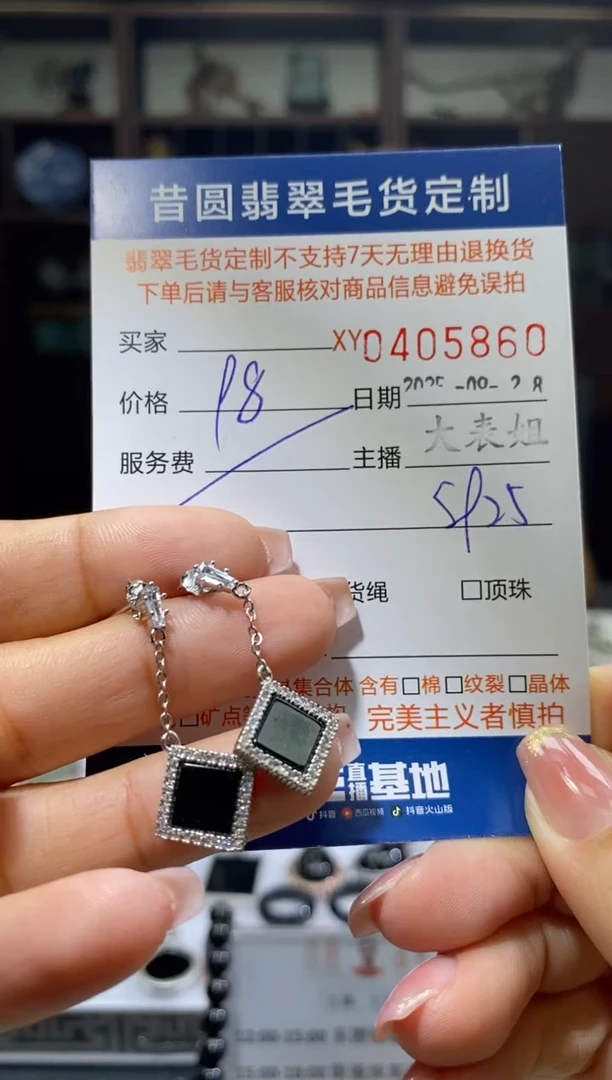 昔圆翡翠毛货定制
翡翠毛货定制不支持7天无理由退换货
下单后请与客服核对商品信息避免误拍
买家 XY0405860
价格 98 日期 2025-09-28
服务费 主播 大表姐
SP25
货绳 □顶珠
集合体 含有□棉□纹裂□晶体
□矿点 完美主义者慎拍
直播基地
抖音 西瓜视频 抖音火山版